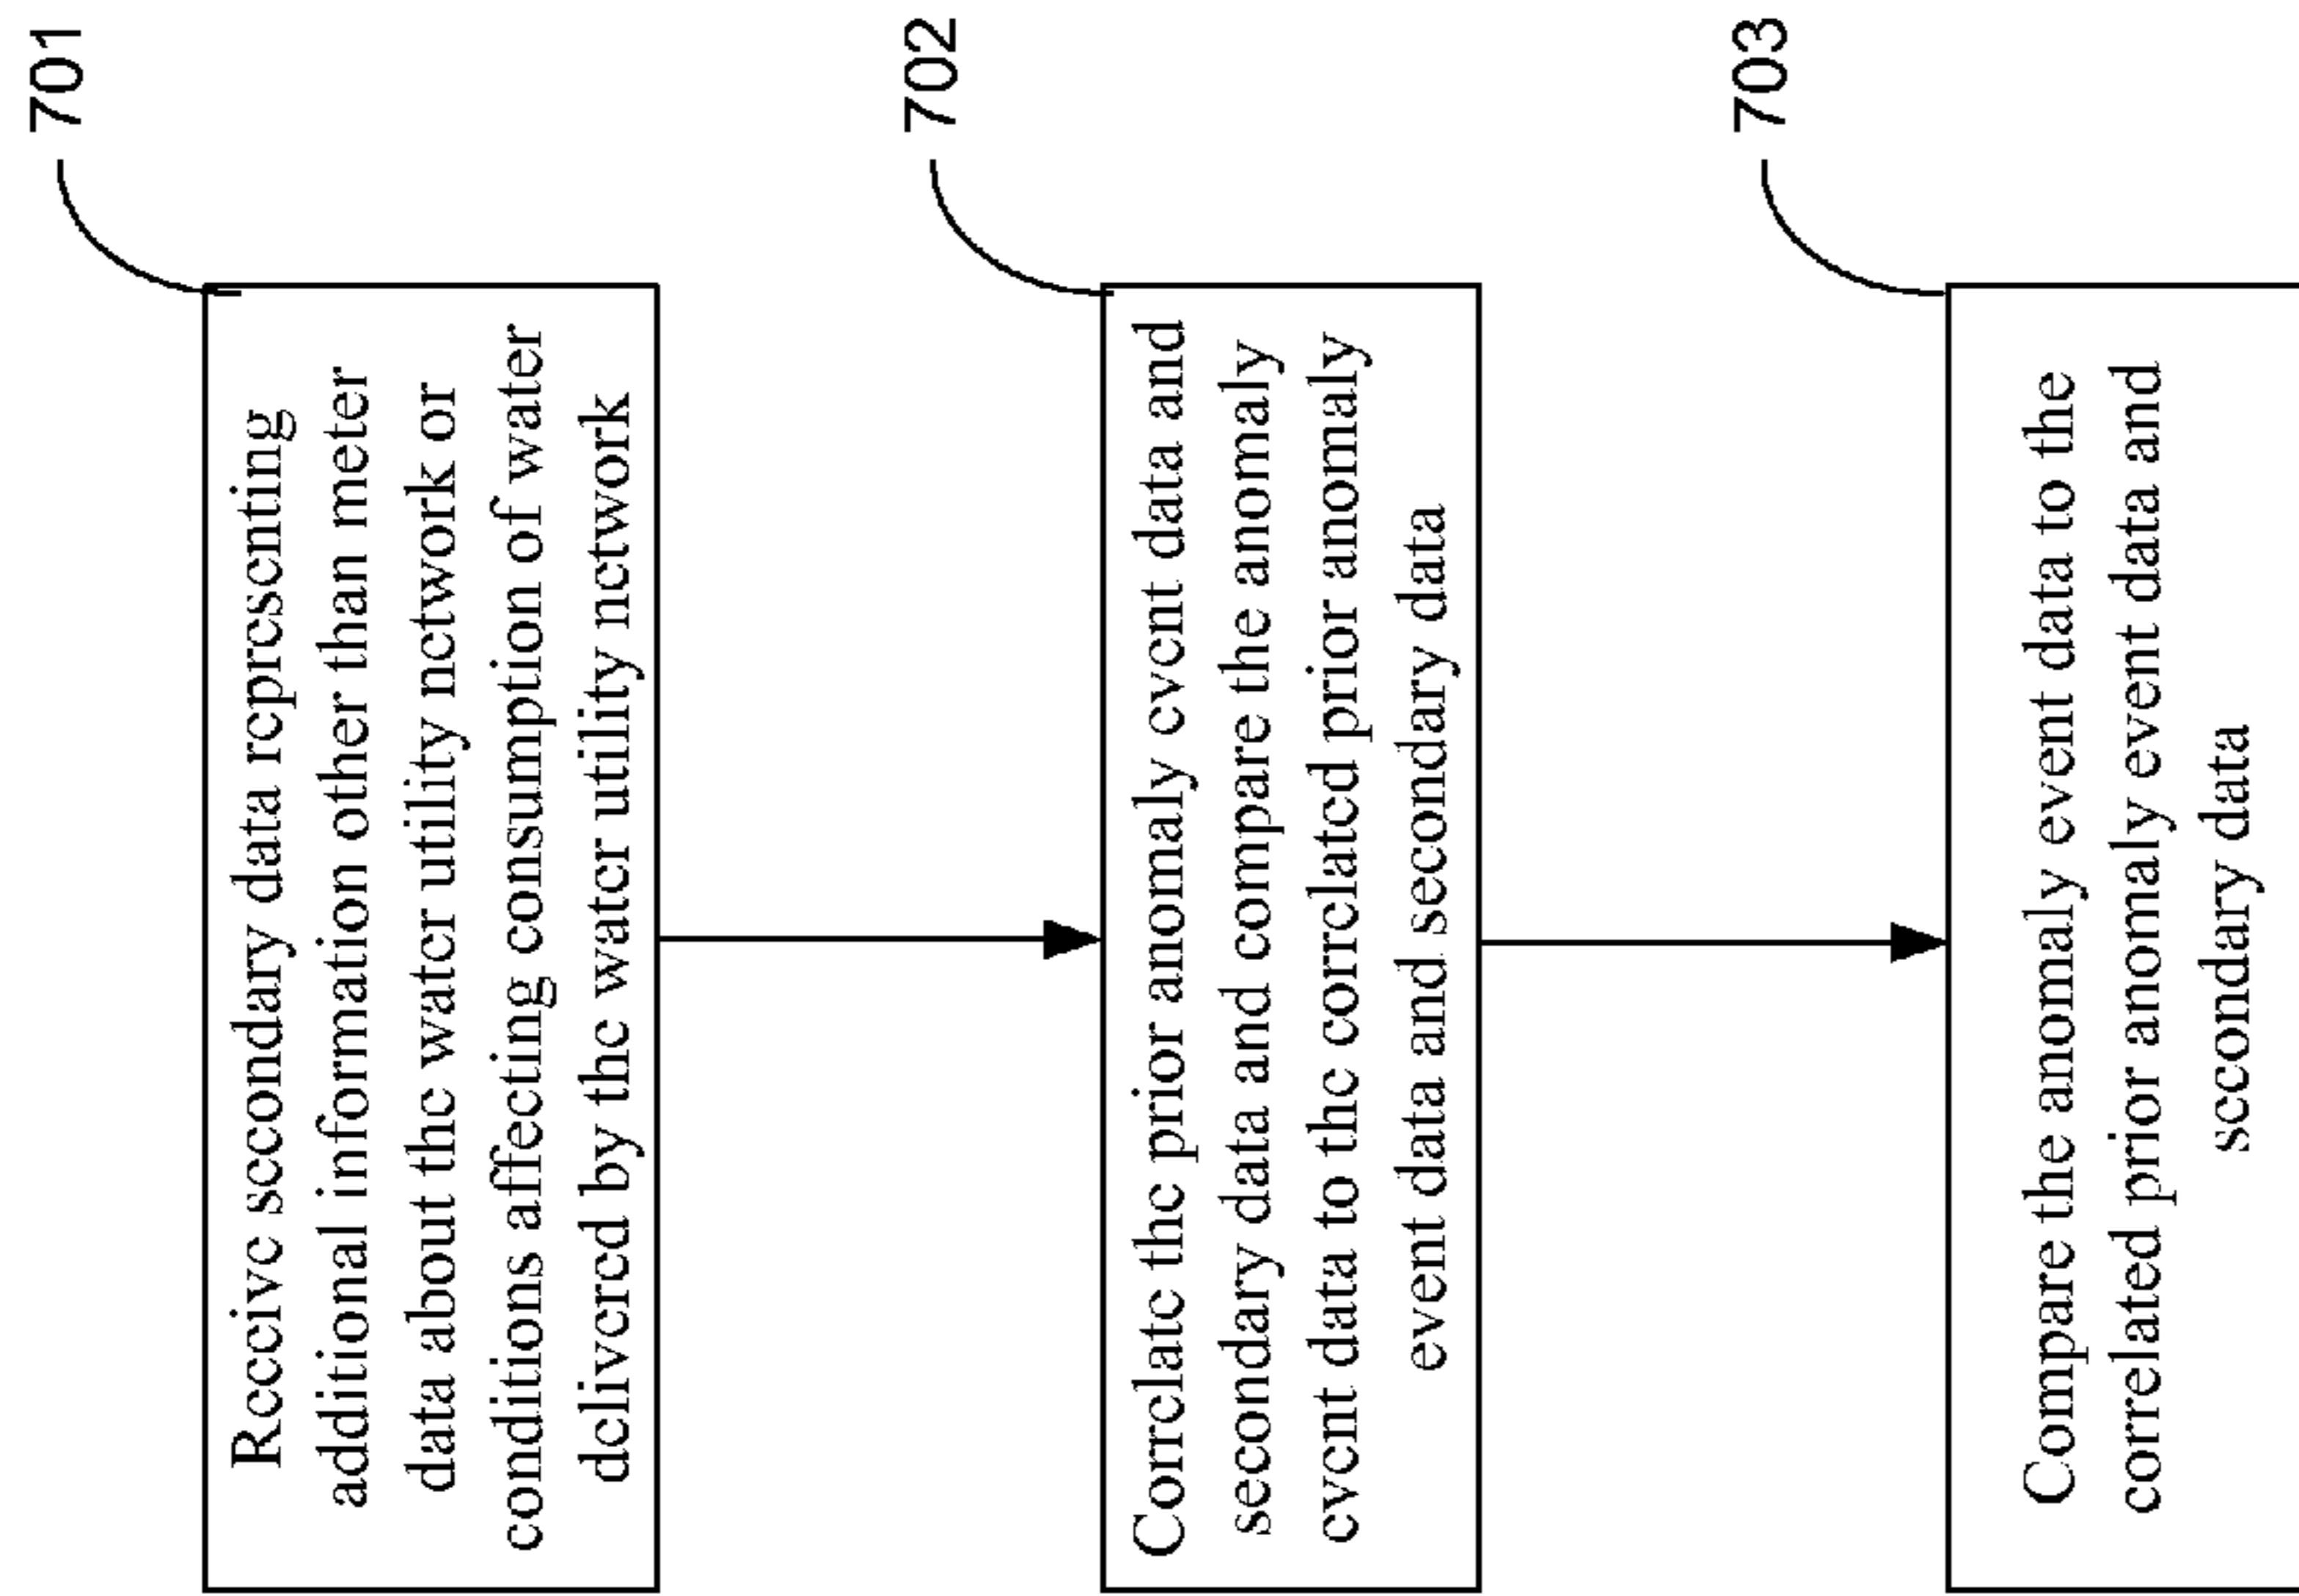 701
Receive secondary data representing
additional information other than meter
data about the water utility network or
conditions affecting consumption of water
delivered by the water utility network
702
Correlate the prior anomaly event data and
secondary data and compare the anomaly
event data to the correlated prior anomaly
event data and secondary data
703
Compare the anomaly event data to the
correlated prior anomaly event data and
secondary data